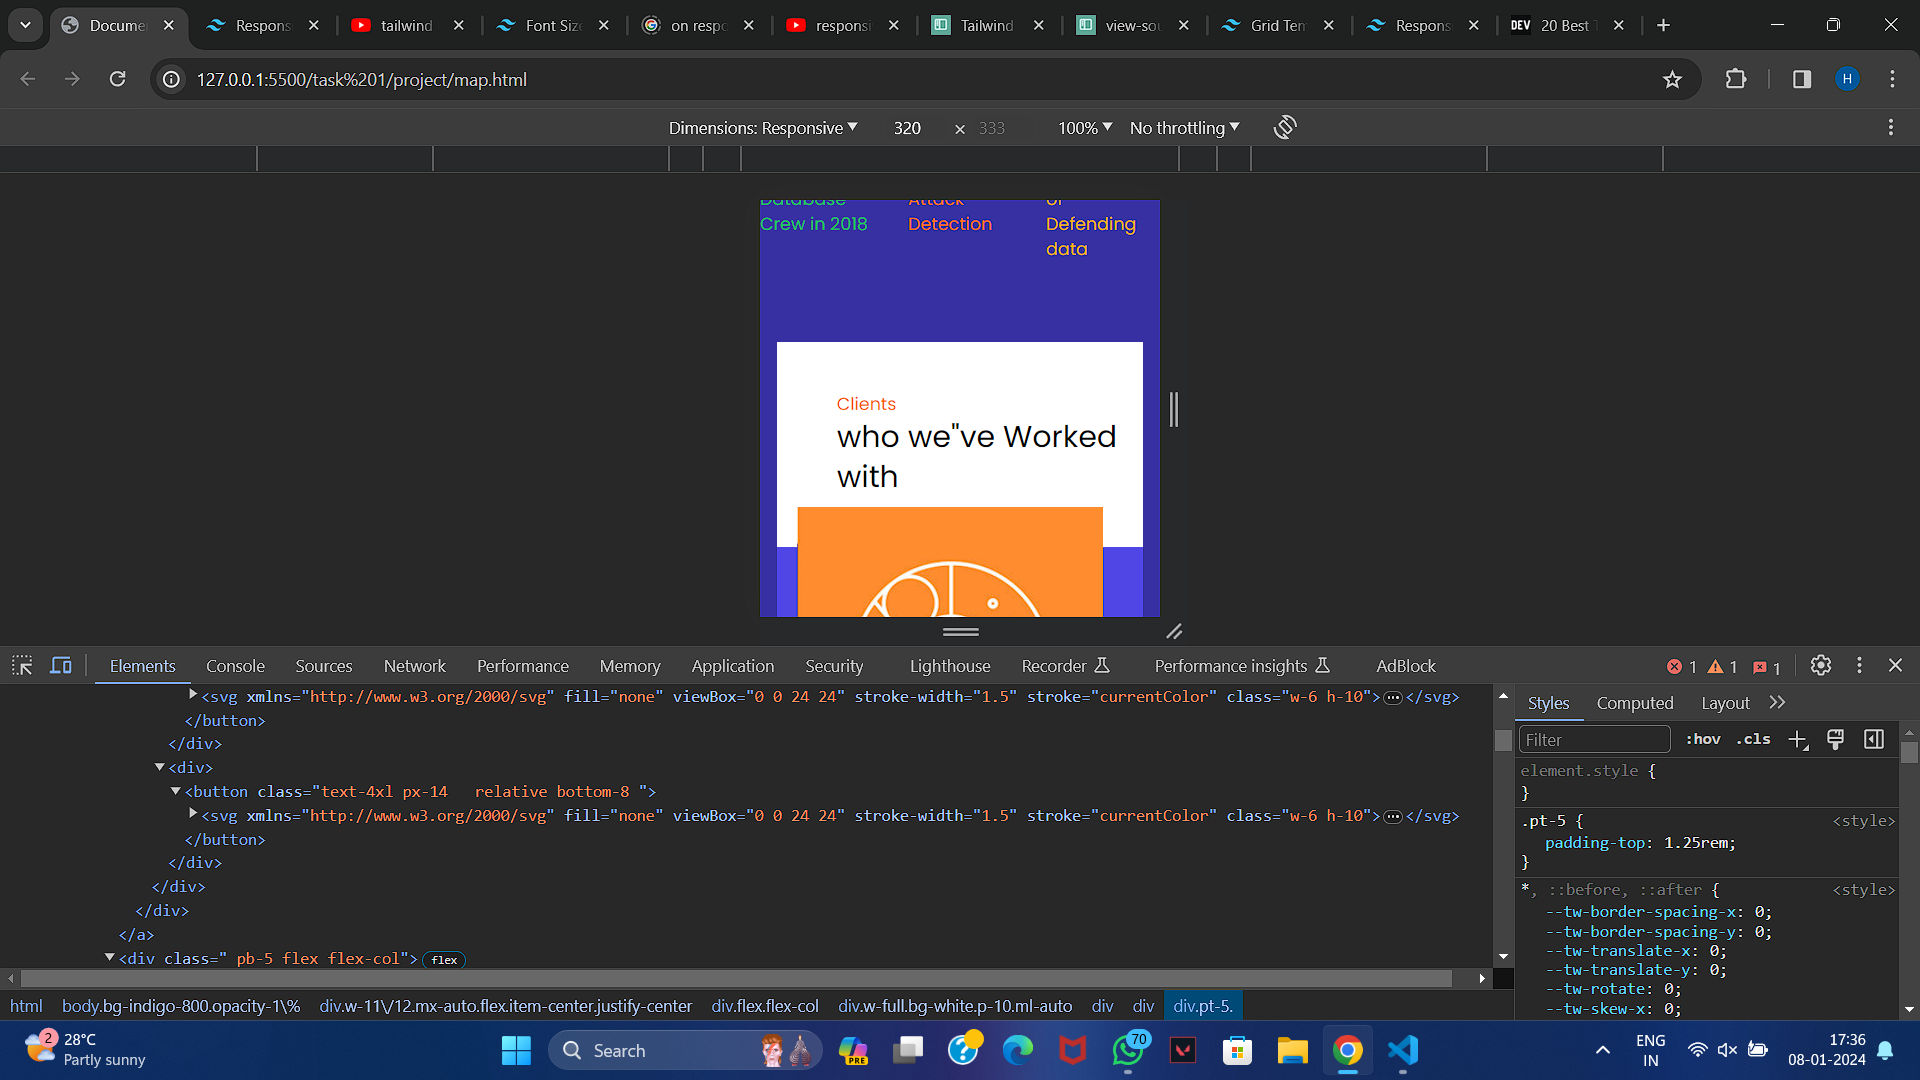 Docume
Respons
tailwind
Font Size
on respo
responsi
Tailwind
view-sou
Grid Tem
Respons
DEV 20 Best T
127.0.0.1:5500/task%201/project/map.html
H
Dimensions: Responsive
320 × 333
100%
No throttling
Database
Crew in 2018
Attack
Detection
of
Defending
data
Clients
who we"ve Worked
with
Elements
Console
Sources
Network
Performance
Memory
Application
Security
Lighthouse
Recorder
Performance insights
AdBlock
1
1
1
<svg xmlns="http://www.w3.org/2000/svg" fill="none" viewBox="0 0 24 24" stroke-width="1.5" stroke="currentColor" class="w-6 h-10">…</svg>
</button>
</div>
<div>
<button class="text-4xl px-14   relative bottom-8 ">
<svg xmlns="http://www.w3.org/2000/svg" fill="none" viewBox="0 0 24 24" stroke-width="1.5" stroke="currentColor" class="w-6 h-10">…</svg>
</button>
</div>
</div>
</div>
</a>
<div class=" pb-5 flex flex-col"> flex
html
body.bg-indigo-800.opacity-1\%
div.w-11\/12.mx-auto.flex.item-center.justify-center
div.flex.flex-col
div.w-full.bg-white.p-10.ml-auto
div
div
div.pt-5.
Styles
Computed
Layout
Filter
:hov
.cls
element.style {
}
.pt-5 { <style>
padding-top: 1.25rem;
}
*, ::before, ::after { <style>
--tw-border-spacing-x: 0;
--tw-border-spacing-y: 0;
--tw-translate-x: 0;
--tw-translate-y: 0;
--tw-rotate: 0;
--tw-skew-x: 0;
2
28°C
Partly sunny
Search
PRE
70
ENG
IN
17:36
08-01-2024